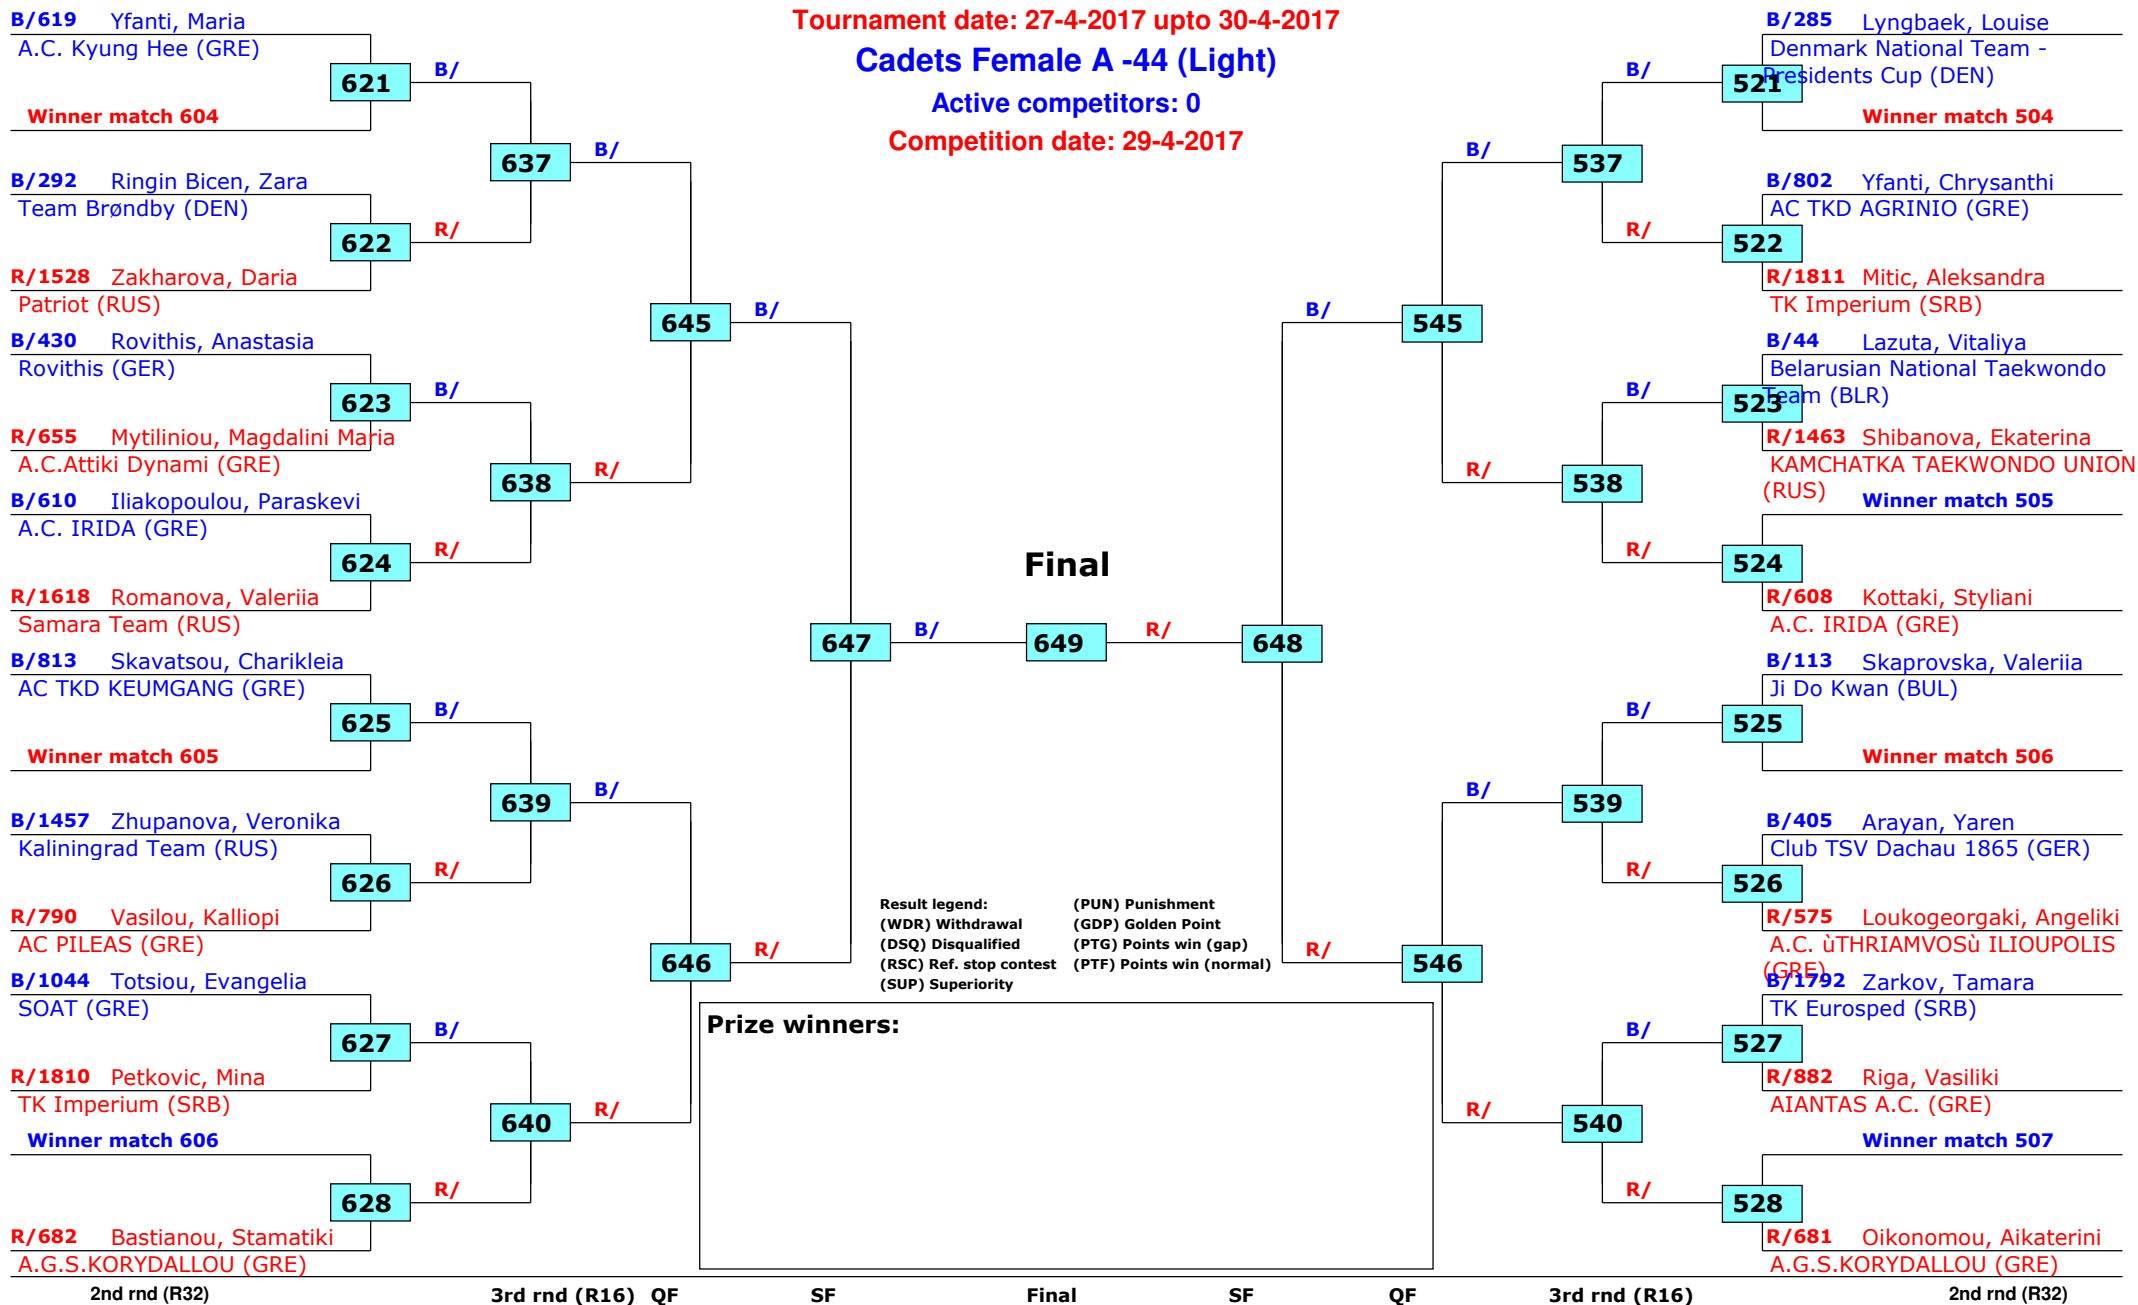 Tournament date: 27-4-2017 upto 30-4-2017
Cadets Female A -44 (Light)
Active competitors: 0
Competition date: 29-4-2017
B/619 Yfanti, Maria
A.C. Kyung Hee (GRE)
621
B/
Winner match 604
637
B/
B/292 Ringin Bicen, Zara
Team Brøndby (DEN)
622
R/
R/1528 Zakharova, Daria
Patriot (RUS)
645
B/
B/430 Rovithis, Anastasia
Rovithis (GER)
623
B/
R/655 Mytiliniou, Magdalini Maria
A.C.Attiki Dynami (GRE)
638
R/
B/610 Iliakopoulou, Paraskevi
A.C. IRIDA (GRE)
624
R/
R/1618 Romanova, Valeriia
Samara Team (RUS)
647
B/
B/813 Skavatsou, Charikleia
AC TKD KEUMGANG (GRE)
625
B/
Winner match 605
639
B/
B/1457 Zhupanova, Veronika
Kaliningrad Team (RUS)
626
R/
R/790 Vasilou, Kalliopi
AC PILEAS (GRE)
646
R/
B/1044 Totsiou, Evangelia
SOAT (GRE)
627
B/
R/1810 Petkovic, Mina
TK Imperium (SRB)
640
R/
Winner match 606
628
R/
R/682 Bastianou, Stamatiki
A.G.S.KORYDALLOU (GRE)
Final
649
R/
648
B/285 Lyngbaek, Louise
Denmark National Team -
Presidents Cup (DEN)
B/
521
Winner match 504
B/
537
B/802 Yfanti, Chrysanthi
AC TKD AGRINIO (GRE)
R/
522
R/1811 Mitic, Aleksandra
TK Imperium (SRB)
B/
545
B/44 Lazuta, Vitaliya
Belarusian National Taekwondo
Team (BLR)
B/
523
R/1463 Shibanova, Ekaterina
KAMCHATKA TAEKWONDO UNION
(RUS)
R/
538
Winner match 505
R/
524
R/608 Kottaki, Styliani
A.C. IRIDA (GRE)
B/113 Skaprovska, Valeriia
Ji Do Kwan (BUL)
B/
525
Winner match 506
B/
539
B/405 Arayan, Yaren
Club TSV Dachau 1865 (GER)
R/
526
R/575 Loukogeorgaki, Angeliki
A.C. ùTHRIAMVOSù ILIOUPOLIS
(GRE)
R/
546
B/1792 Zarkov, Tamara
TK Eurosped (SRB)
B/
527
R/882 Riga, Vasiliki
AIANTAS A.C. (GRE)
R/
540
Winner match 507
R/
528
R/681 Oikonomou, Aikaterini
A.G.S.KORYDALLOU (GRE)
Result legend: (PUN) Punishment
(WDR) Withdrawal (GDP) Golden Point
(DSQ) Disqualified (PTG) Points win (gap)
(RSC) Ref. stop contest (PTF) Points win (normal)
(SUP) Superiority
Prize winners:
2nd rnd (R32) 3rd rnd (R16) QF SF Final SF QF 3rd rnd (R16) 2nd rnd (R32)